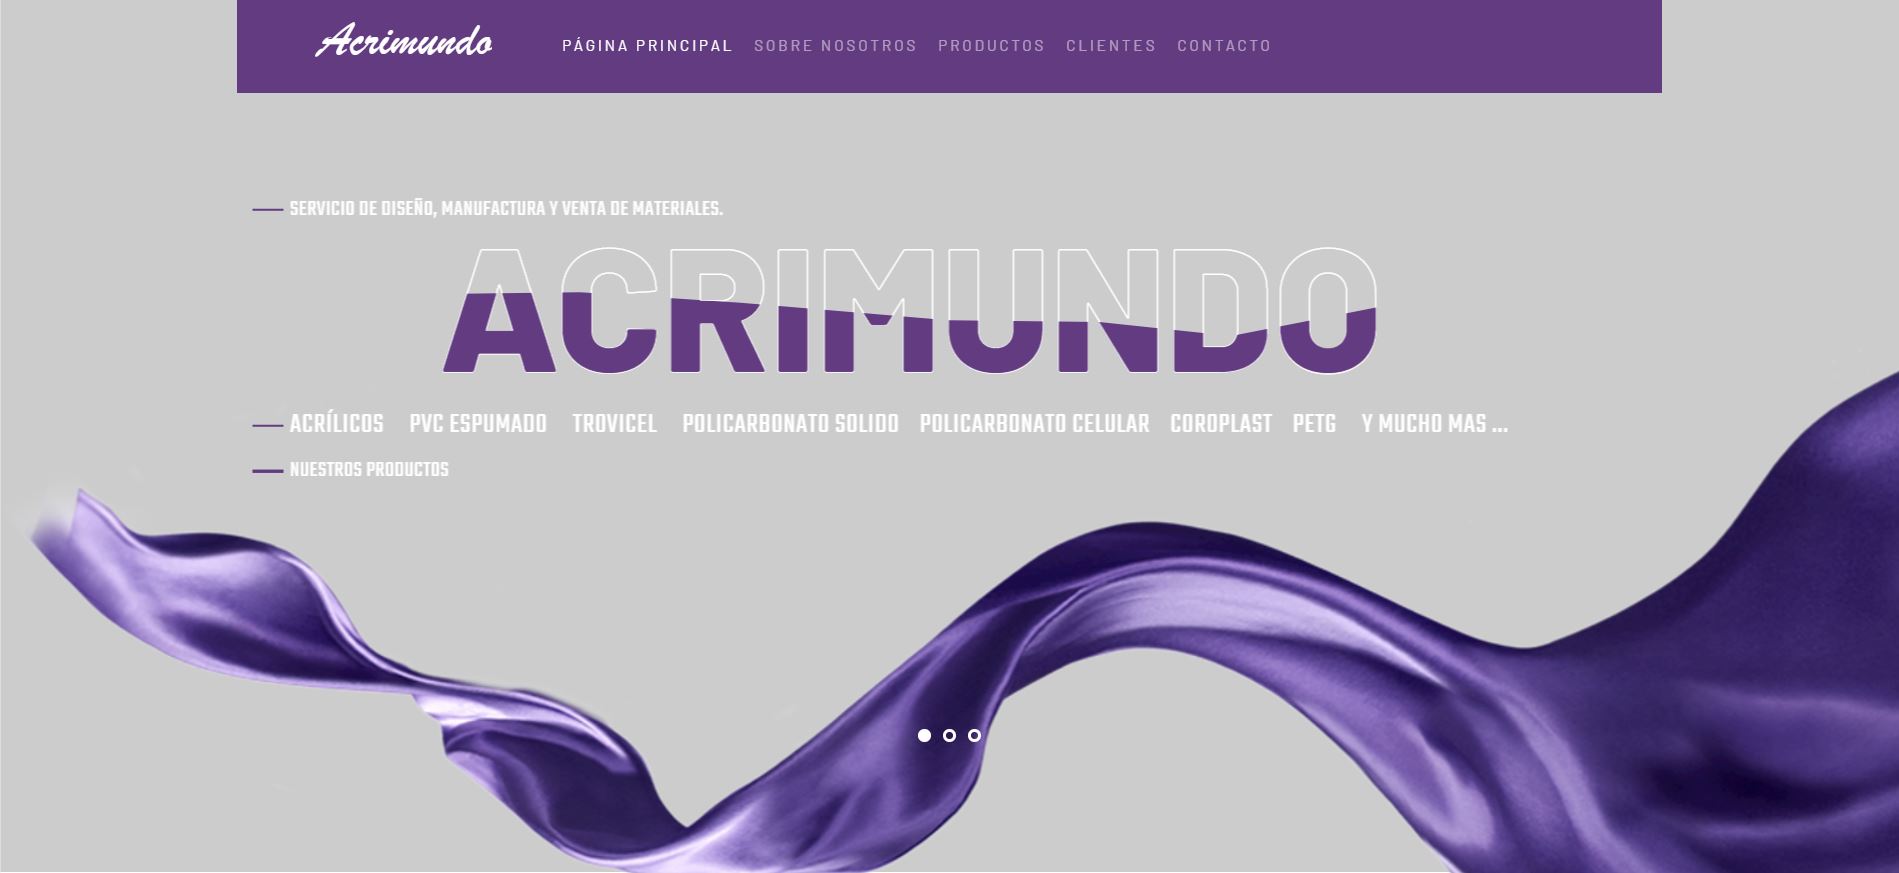 Acrimundo
PÁGINA PRINCIPAL SOBRE NOSOTROS PRODUCTOS CLIENTES CONTACTO
SERVICIO DE DISEÑO, MANUFACTURA Y VENTA DE MATERIALES.
ACRIMUNDO
ACRÍLICOS PVC ESPUMADO TROVICEL POLICARBONATO SOLIDO POLICARBONATO CELULAR COROPLAST PETG Y MUCHO MAS ...
NUESTROS PRODUCTOS